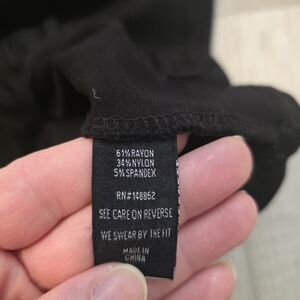 61%RAYON
34%NYLON
5%SPANDEX
RN#148862
SEE CARE ON REVERSE
WE SWEAR BY THE FIT
MADE IN
CHINA